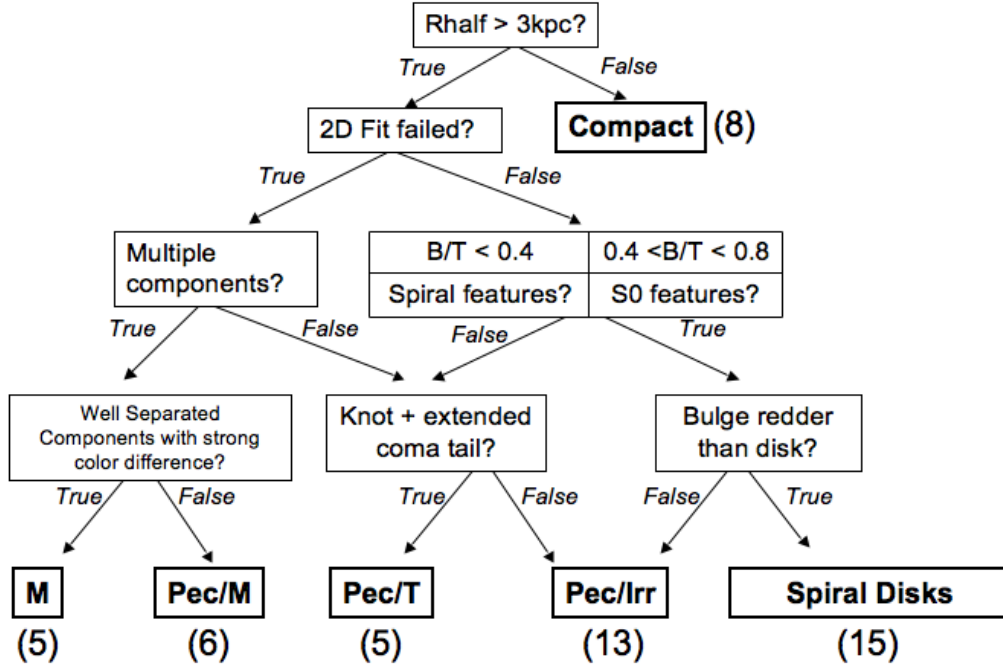 Rhalf > 3kpc?
True
False
2D Fit failed?
Compact (8)
True
False
Multiple
components?
B/T < 0.4
0.4 <B/T < 0.8
Spiral features?
S0 features?
True
False
False
True
Well Separated
Components with strong
color difference?
Knot + extended
coma tail?
Bulge redder
than disk?
True
False
True
False
False
True
M
Pec/M
Pec/T
Pec/Irr
Spiral Disks
(5)
(6)
(5)
(13)
(15)